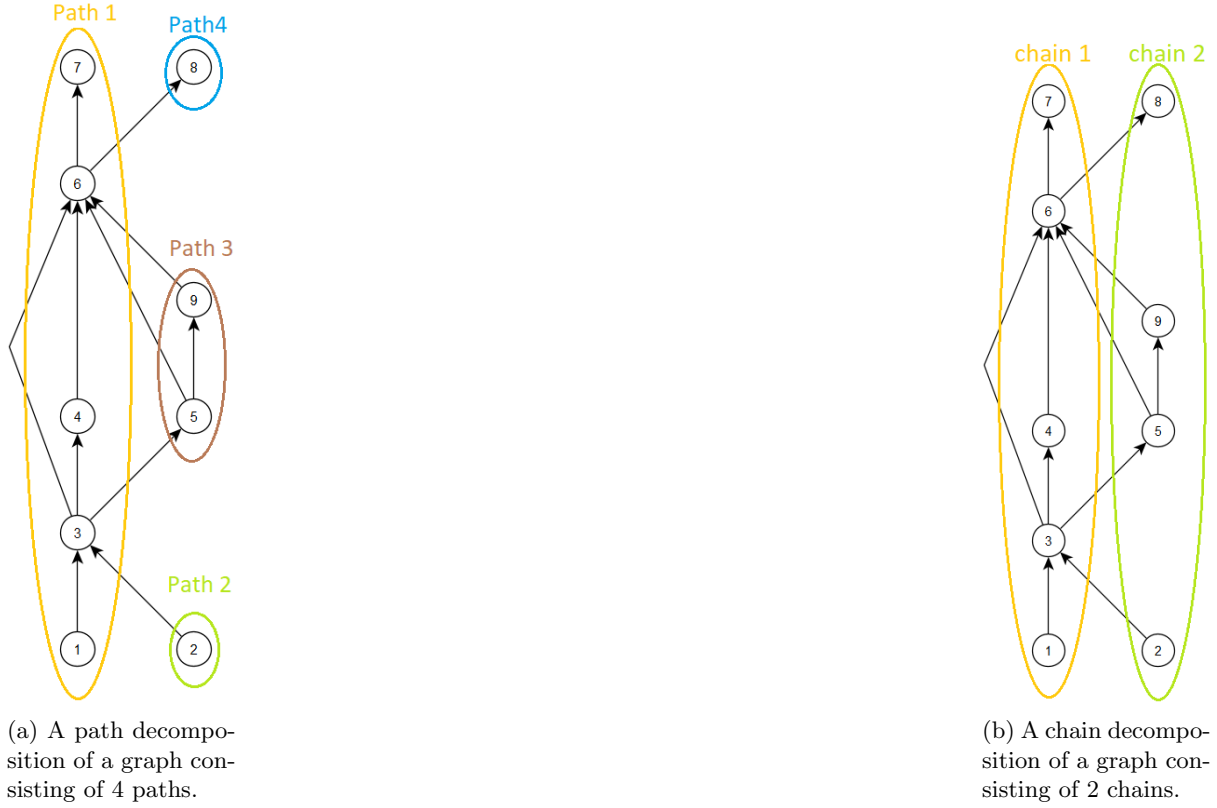 Path 1
Path4
7
8
6
Path 3
9
4
5
3
Path 2
1
2
(a) A path decompo-
sition of a graph con-
sisting of 4 paths.
chain 1
chain 2
7
8
6
9
4
5
3
1
2
(b) A chain decompo-
sition of a graph con-
sisting of 2 chains.